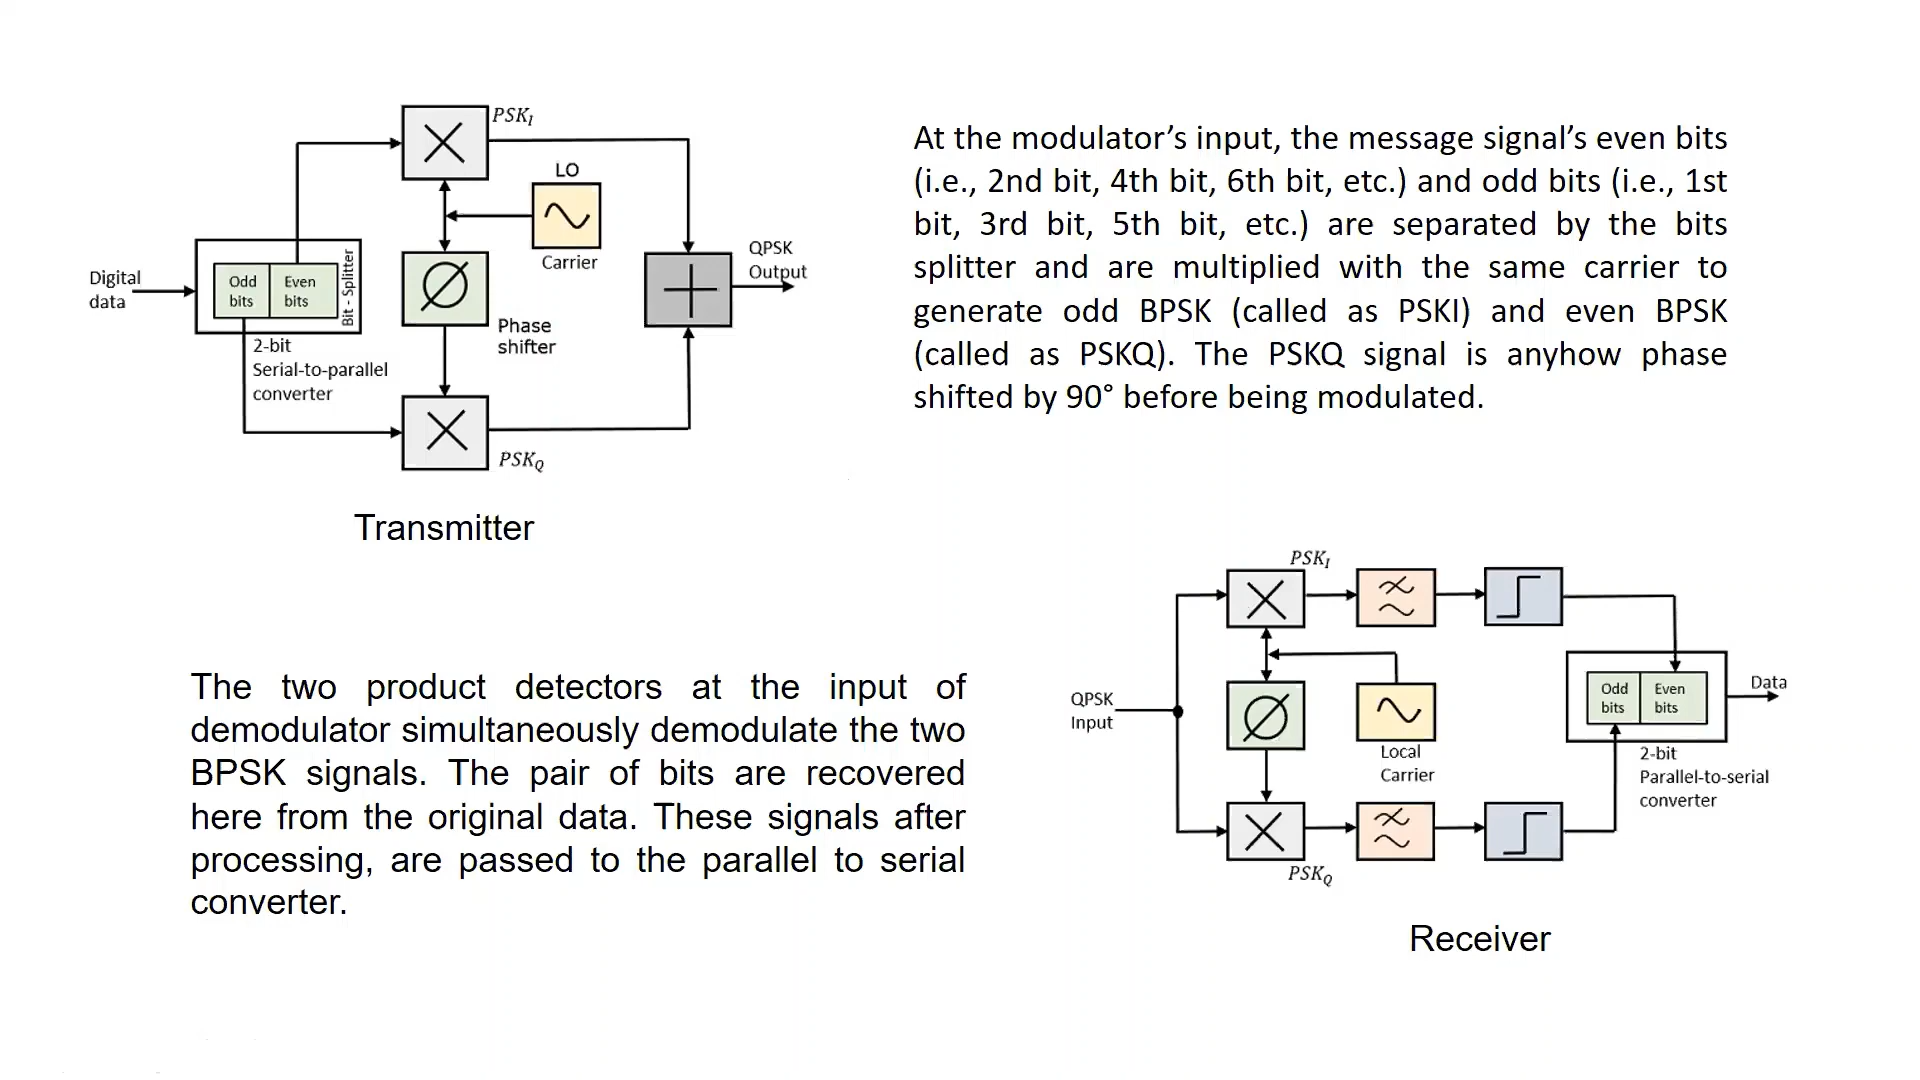 PSK_I
LO
Carrier
Digital
data
Odd
bits
Even
bits
Bit - Splitter
QPSK
Output
Phase
shifter
2-bit
Serial-to-parallel
converter
PSK_Q
Transmitter
At the modulator’s input, the message signal’s even bits
(i.e., 2nd bit, 4th bit, 6th bit, etc.) and odd bits (i.e., 1st
bit, 3rd bit, 5th bit, etc.) are separated by the bits
splitter and are multiplied with the same carrier to
generate odd BPSK (called as PSKI) and even BPSK
(called as PSKQ). The PSKQ signal is anyhow phase
shifted by 90° before being modulated.
The two product detectors at the input of
demodulator simultaneously demodulate the two
BPSK signals. The pair of bits are recovered
here from the original data. These signals after
processing, are passed to the parallel to serial
converter.
PSK_I
QPSK
Input
Local
Carrier
Odd
bits
Even
bits
Data
2-bit
Parallel-to-serial
converter
PSK_Q
Receiver